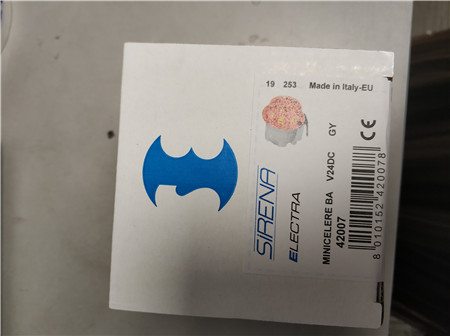 19 253 Made in Italy-EU
SIRENA
ELECTRA
MINICELERE BA V24DC GY
42007
CE
8 010152 420078